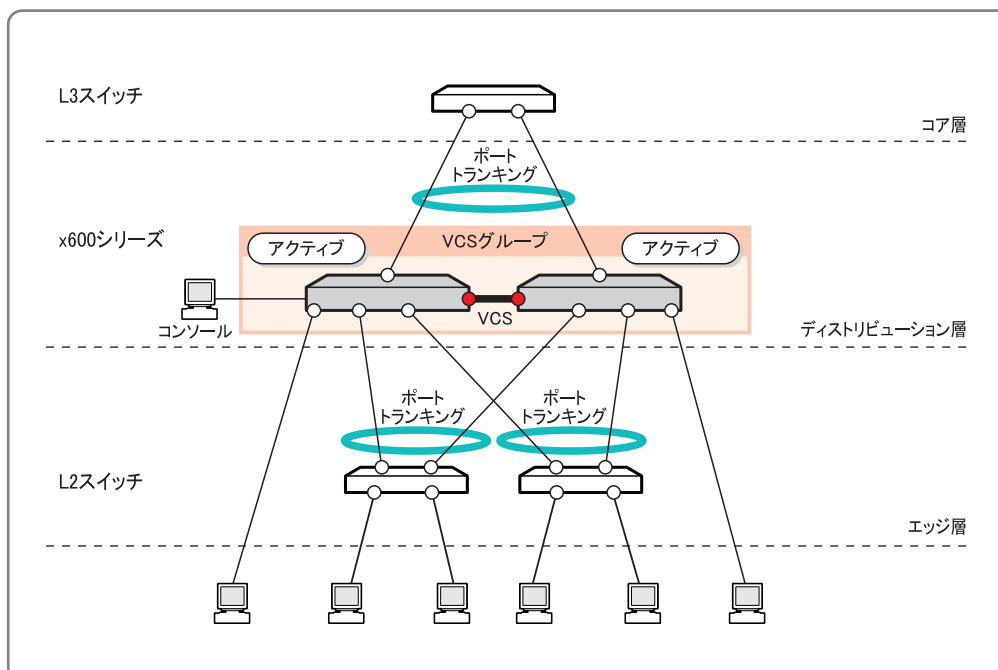 L3スイッチ
コア層
ポート
トランキング
x600シリーズ
アクティブ
VCSグループ
アクティブ
コンソール
VCS
ディストリビューション層
ポート
トランキング
ポート
トランキング
L2スイッチ
エッジ層